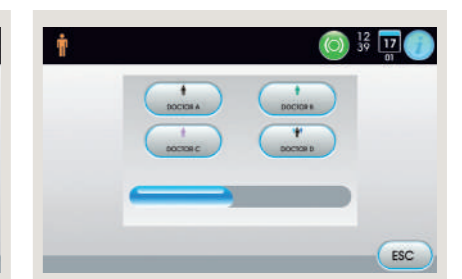 12
39
17
01
DOCTOR A
DOCTOR B
DOCTOR C
DOCTOR D
ESC